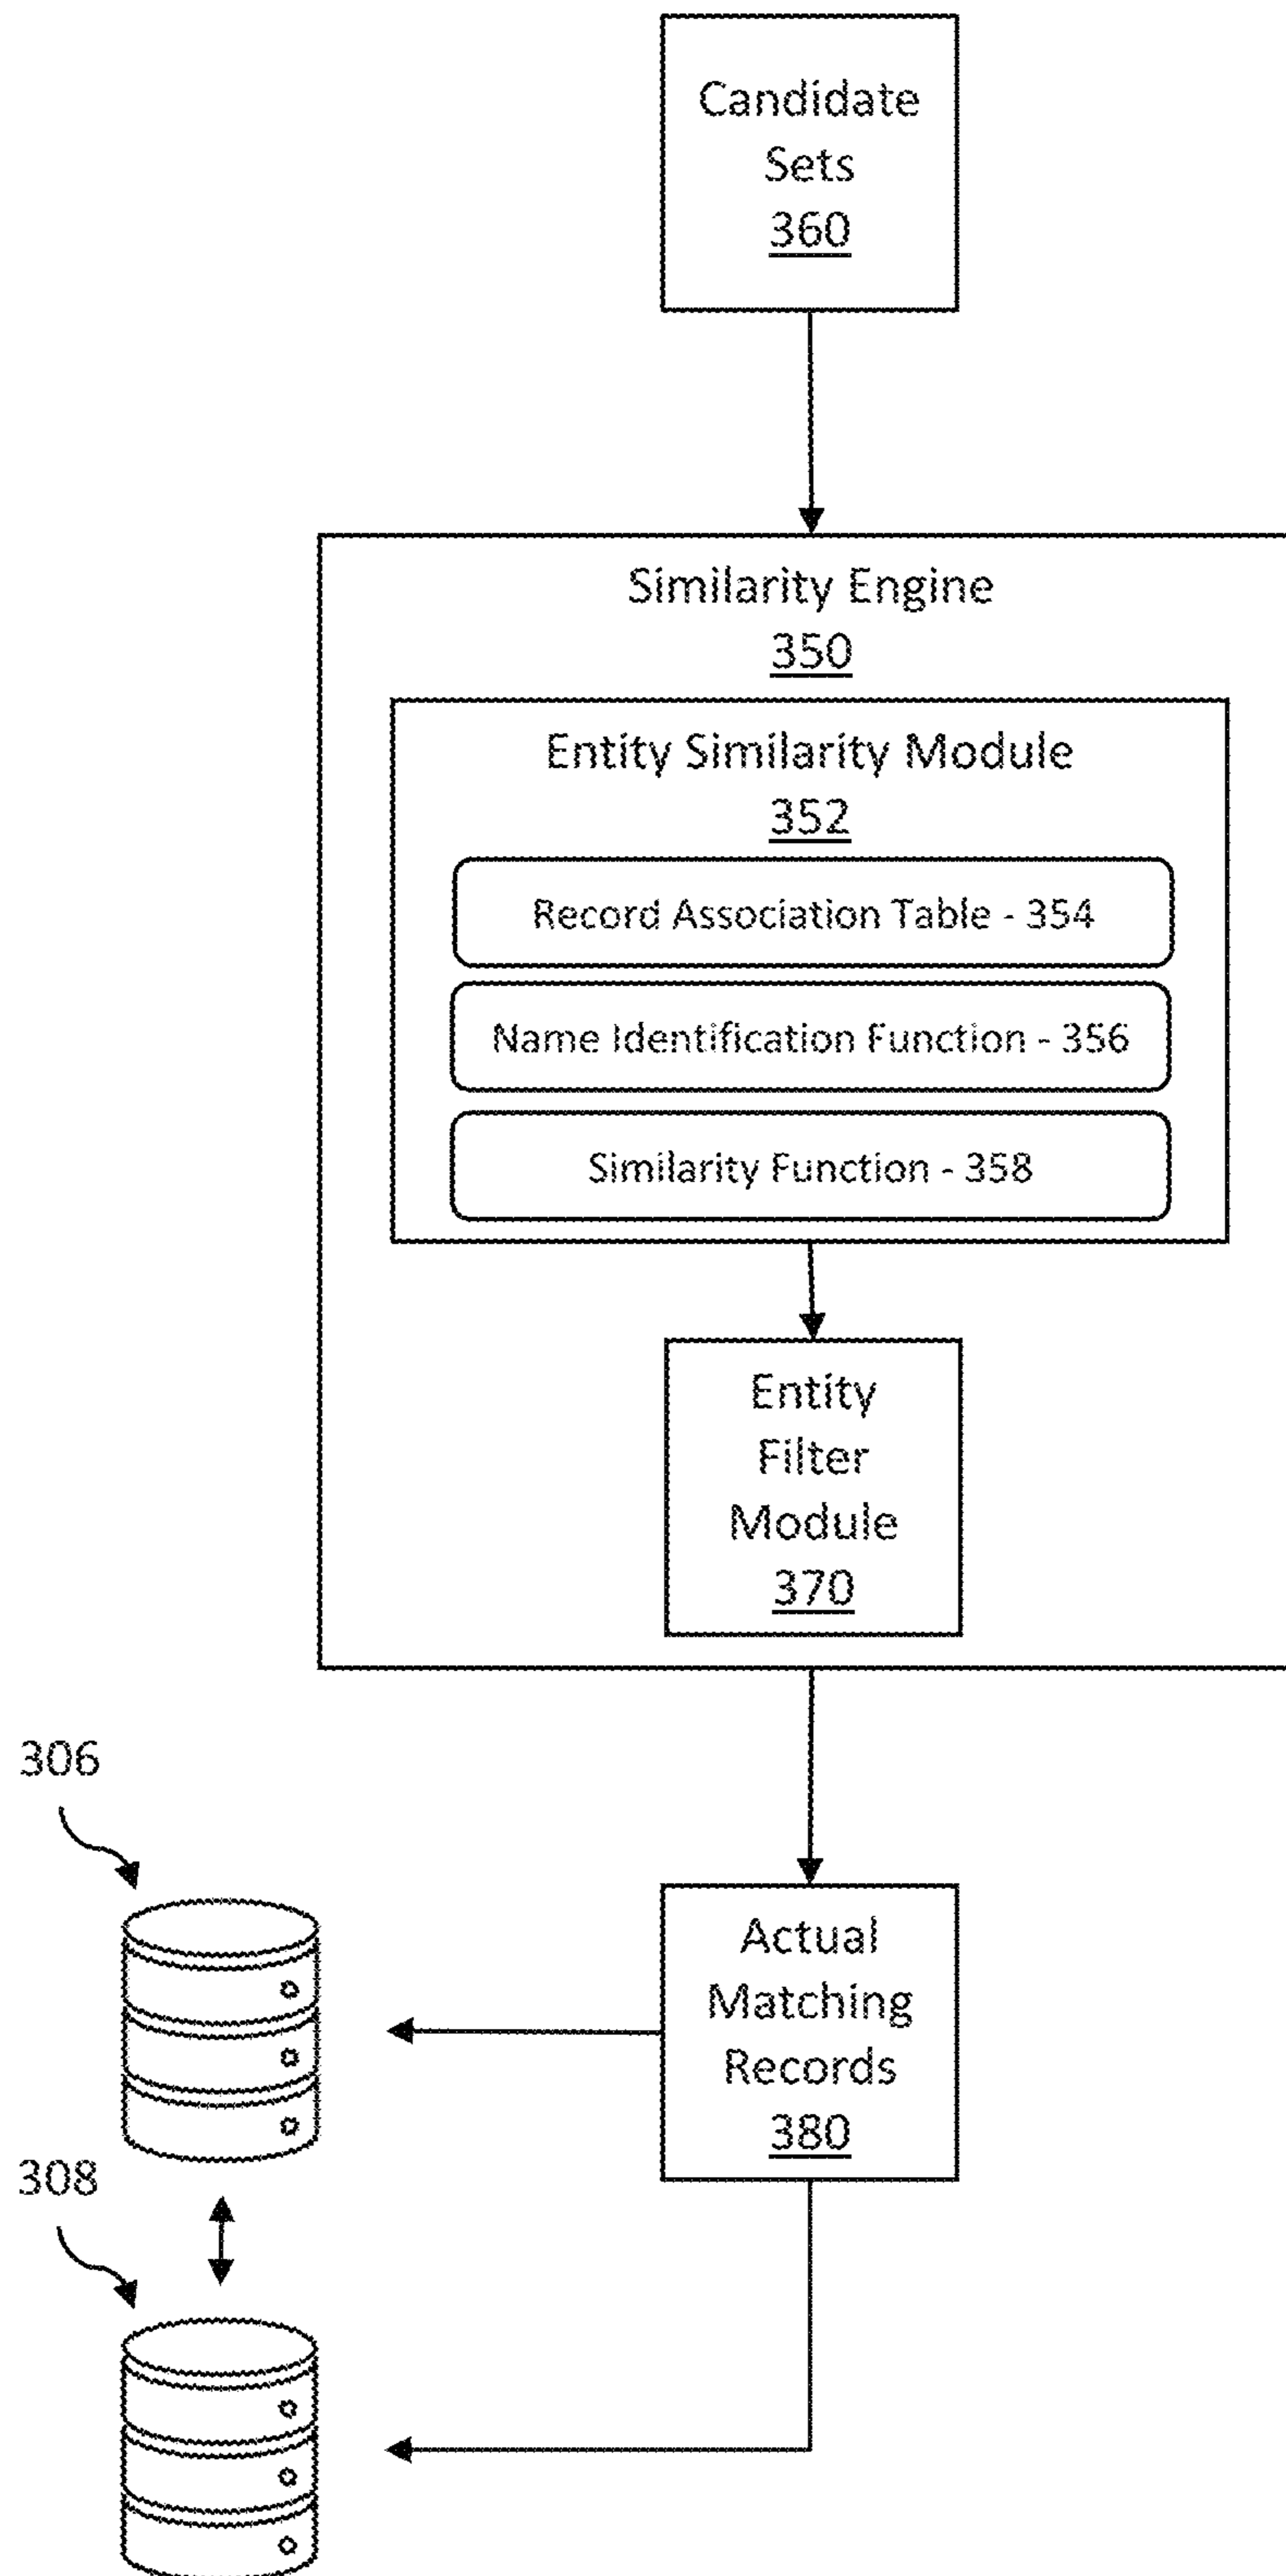 Candidate
Sets
360
Similarity Engine
350
Entity Similarity Module
352
Record Association Table - 354
Name Identification Function - 356
Similarity Function - 358
Entity
Filter
Module
370
306
Actual
Matching
Records
380
308